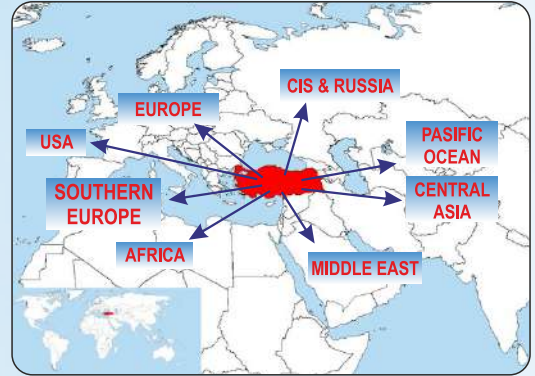 CIS & RUSSIA
EUROPE
USA
PASIFIC
OCEAN
SOUTHERN
EUROPE
CENTRAL
ASIA
AFRICA
MIDDLE EAST